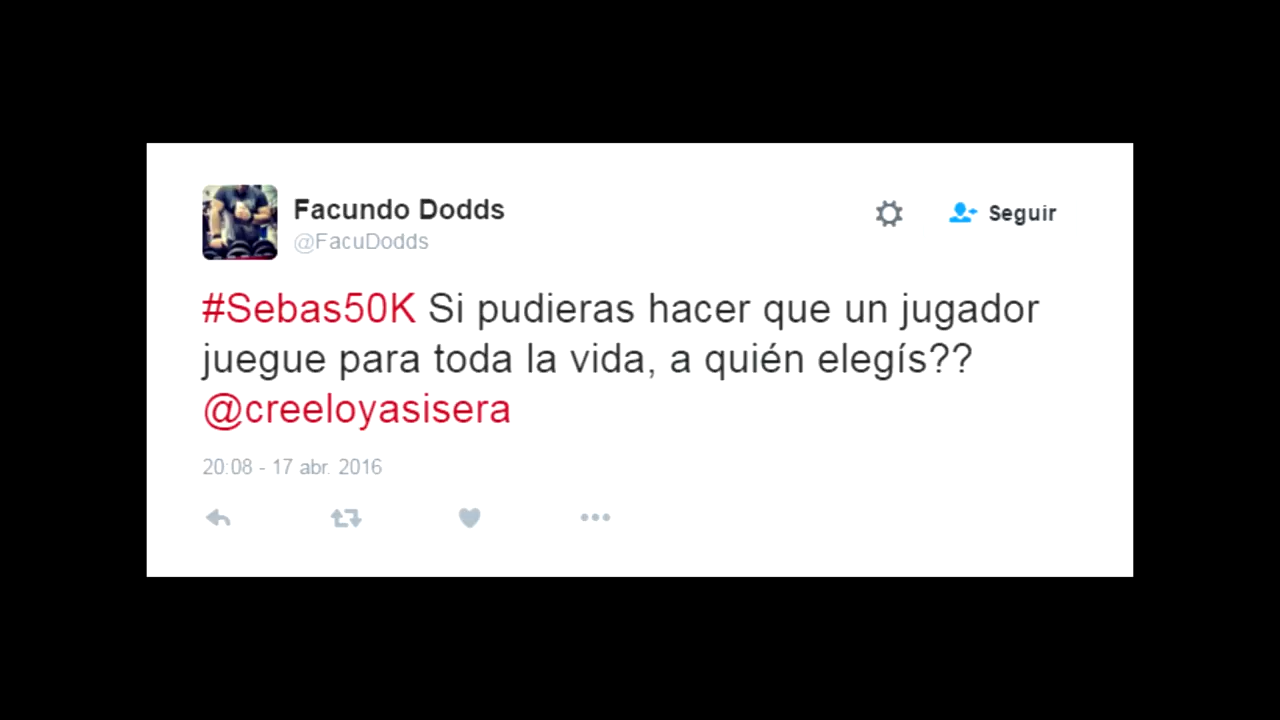 Facundo Dodds
@FacuDodds
Seguir
#Sebas50K Si pudieras hacer que un jugador
juegue para toda la vida, a quién elegís??
@creeloyasisera
20:08 - 17 abr. 2016